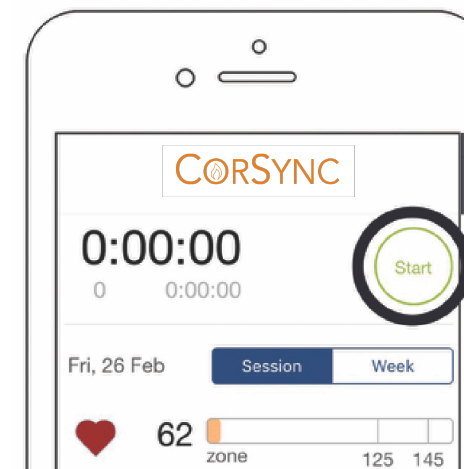 CORSYNC
0:00:00
Start
0 0:00:00
Fri, 26 Feb Session Week
62
zone 125 145